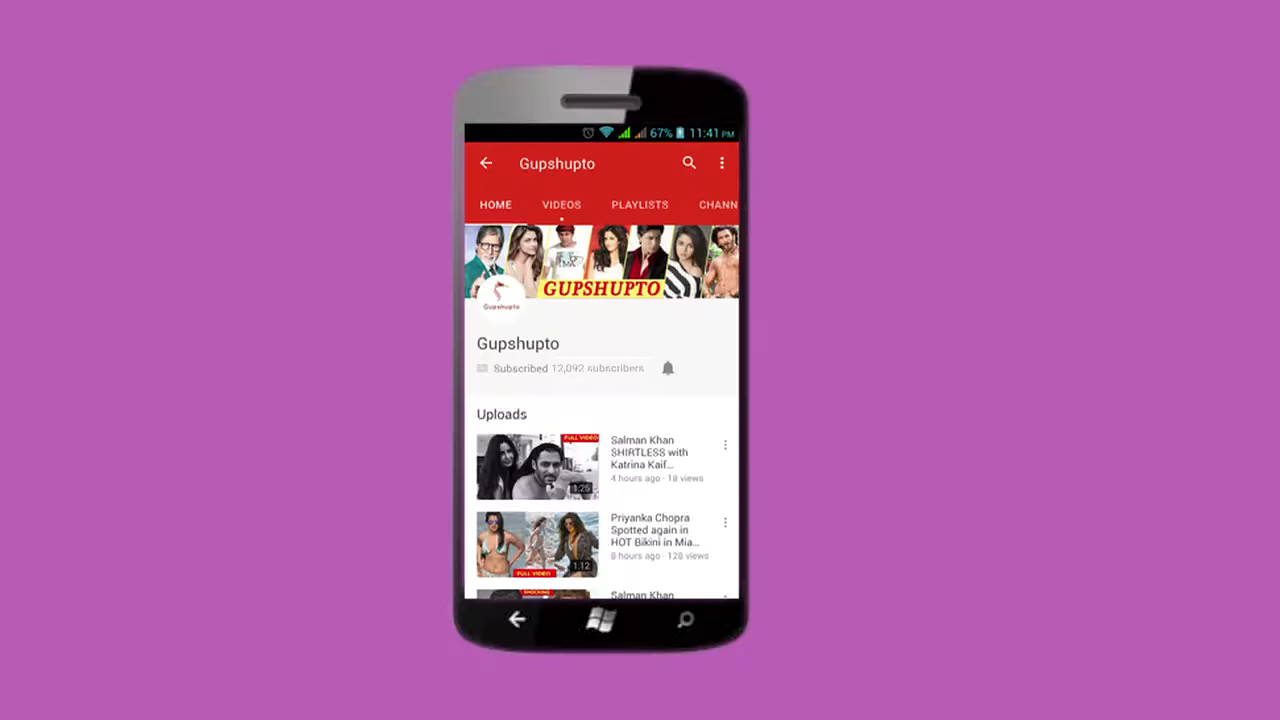 67% 11:41 PM
Gupshupto
HOME VIDEOS PLAYLISTS CHANN
GUPSHUPTO
Gupshupto
Gupshupto
Subscribed 12,092 subscribers
Uploads
FULL VIDEO
1:25
Salman Khan
SHIRTLESS with
Katrina Kaif...
4 hours ago · 18 views
FULL VIDEO
1:12
Priyanka Chopra
Spotted again in
HOT Bikini in Mia...
8 hours ago · 128 views
SHOCKING
Salman Khan